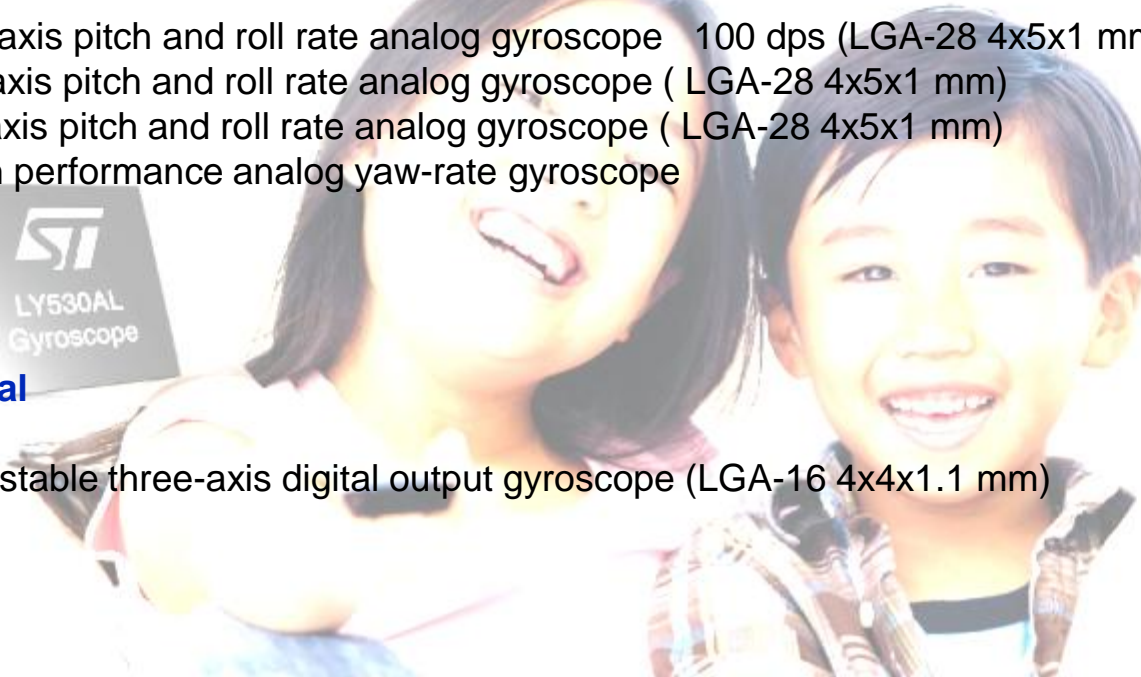 axis pitch and roll rate analog gyroscope 100 dps (LGA-28 4x5x1 mm
axis pitch and roll rate analog gyroscope ( LGA-28 4x5x1 mm)
axis pitch and roll rate analog gyroscope ( LGA-28 4x5x1 mm)
performance analog yaw-rate gyroscope
ST
LY530AL
Gyroscope
al
stable three-axis digital output gyroscope (LGA-16 4x4x1.1 mm)